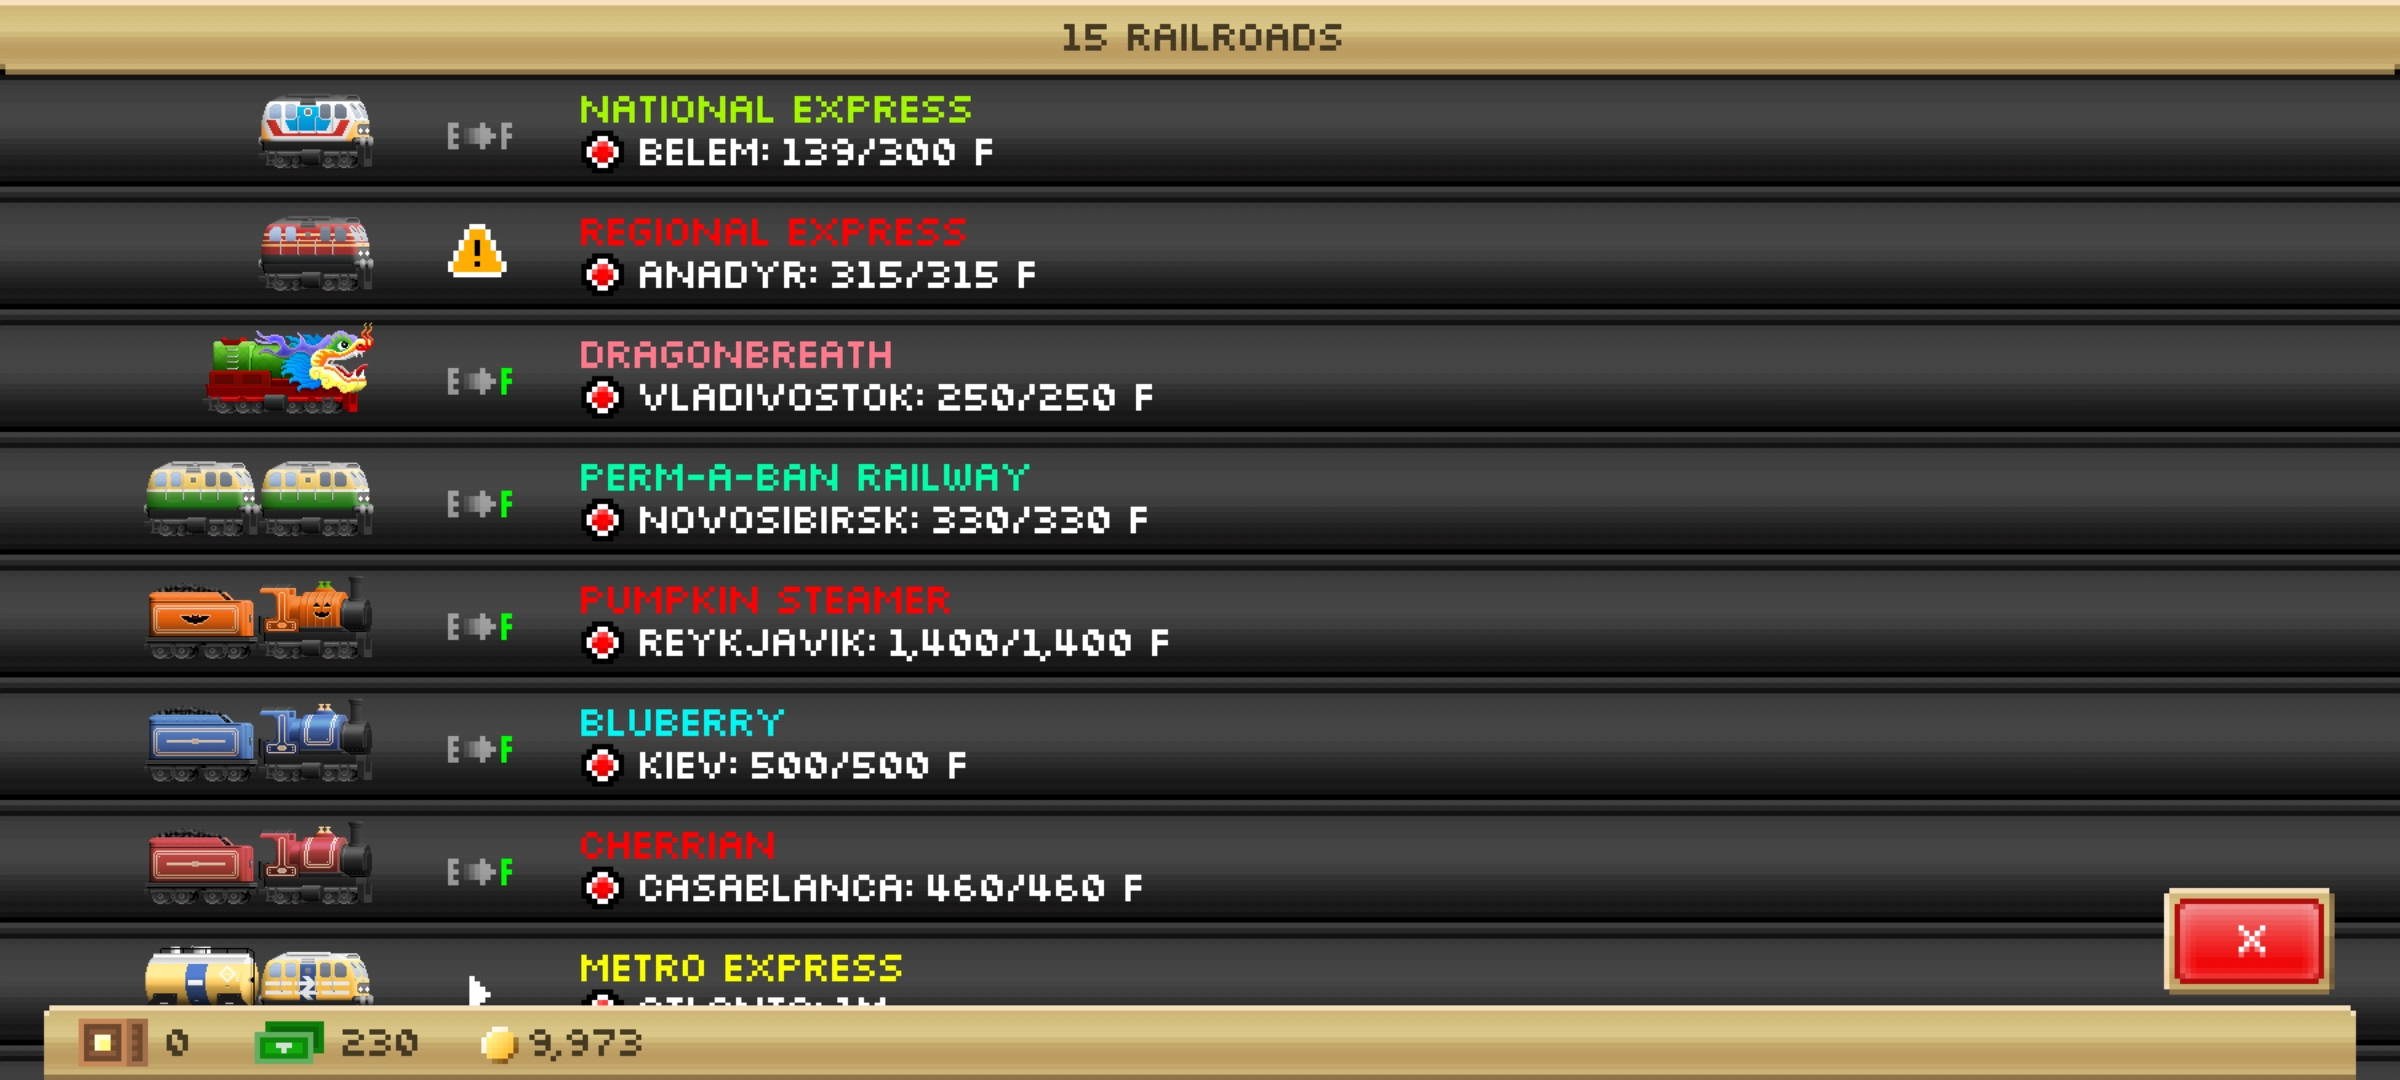 15 RAILROADS
NATIONAL EXPRESS
E F
BELEM: 139/300 F
REGIONAL EXPRESS
!
ANADYR: 315/315 F
DRAGONBREATH
E F
VLADIVOSTOK: 250/250 F
PERM-A-BAN RAILWAY
E F
NOVOSIBIRSK: 330/330 F
PUMPKIN STEAMER
E F
REYKJAVIK: 1,400/1,400 F
BLUBERRY
E F
KIEV: 500/500 F
CHERRIAN
E F
CASABLANCA: 460/460 F
METRO EXPRESS
X
0 230 9,973